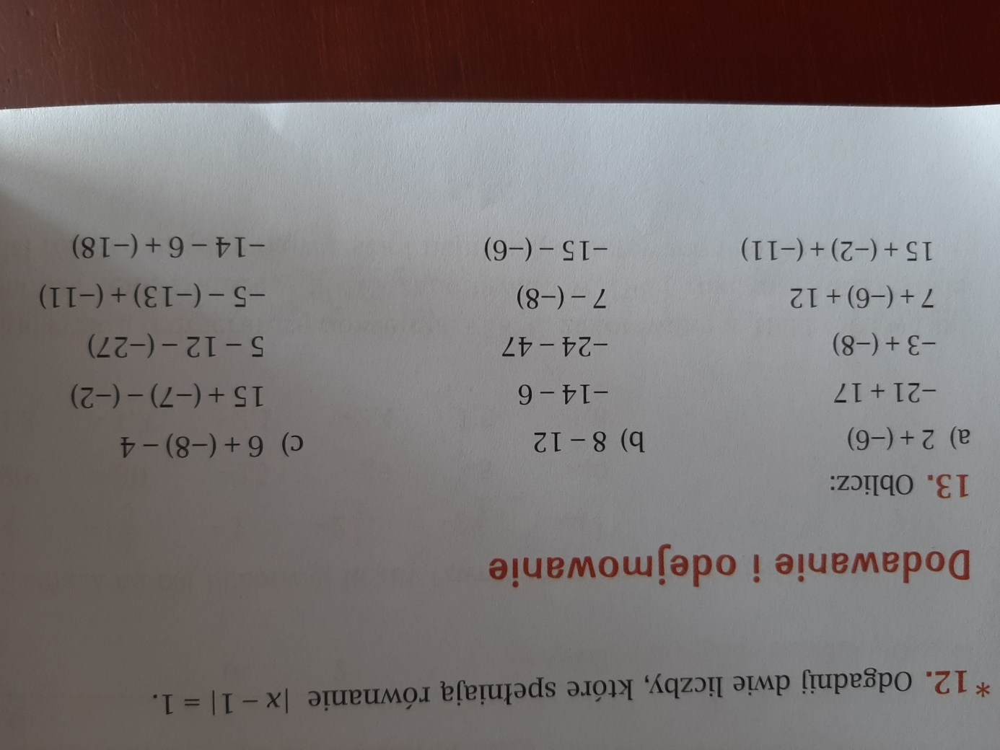 *12. Odgadnij dwie liczby, które spełniają równanie |x – 1| = 1.
Dodawanie i odejmowanie
13. Oblicz:
a) 2 + (–6)
–21 + 17
–3 + (–8)
7 + (–6) + 12
15 + (–2) + (–11)
b) 8 – 12
–14 – 6
–24 – 47
7 – (–8)
–15 – (–6)
c) 6 + (–8) – 4
15 + (–7) – (–2)
5 – 12 – (–27)
–5 – (–13) + (–11)
–14 – 6 + (–18)